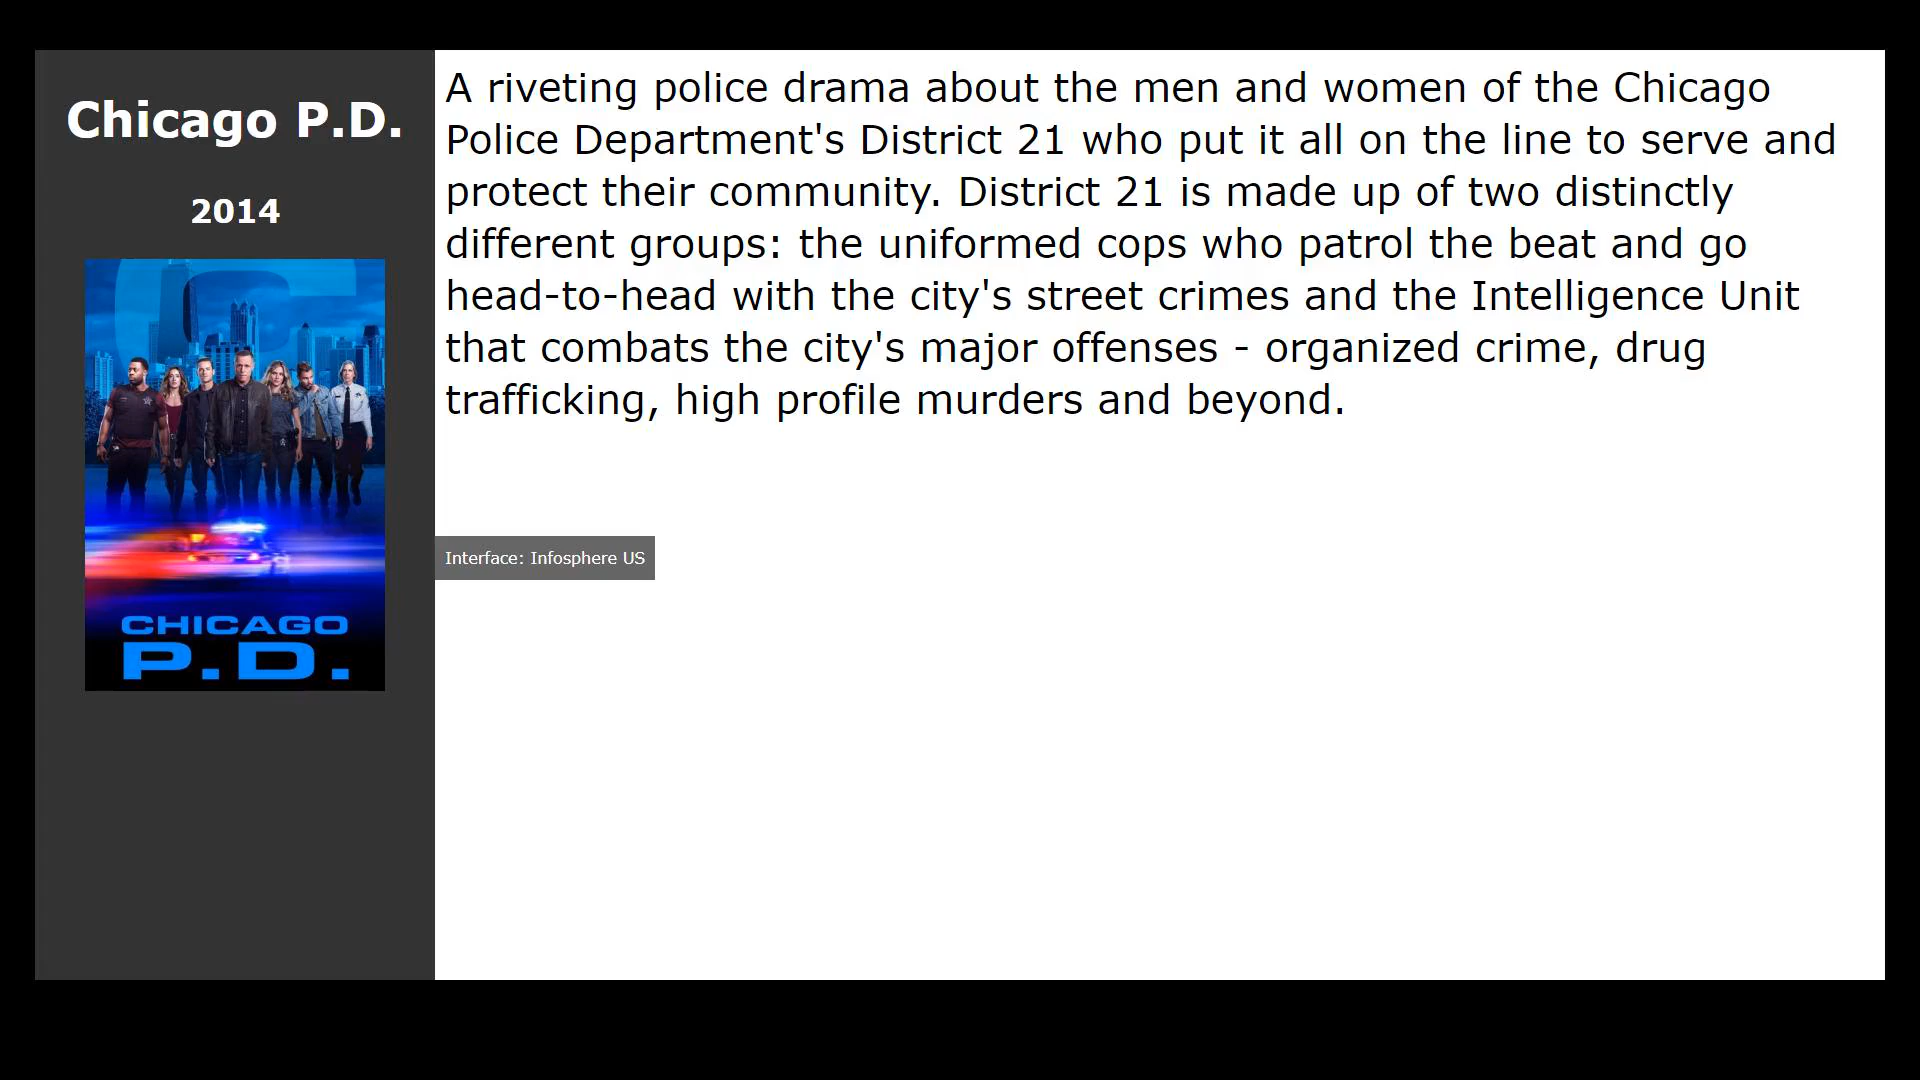 Chicago P.D.
2014
CHICAGO
P.D.
A riveting police drama about the men and women of the Chicago
Police Department's District 21 who put it all on the line to serve and
protect their community. District 21 is made up of two distinctly
different groups: the uniformed cops who patrol the beat and go
head-to-head with the city's street crimes and the Intelligence Unit
that combats the city's major offenses - organized crime, drug
trafficking, high profile murders and beyond.
Interface: Infosphere US